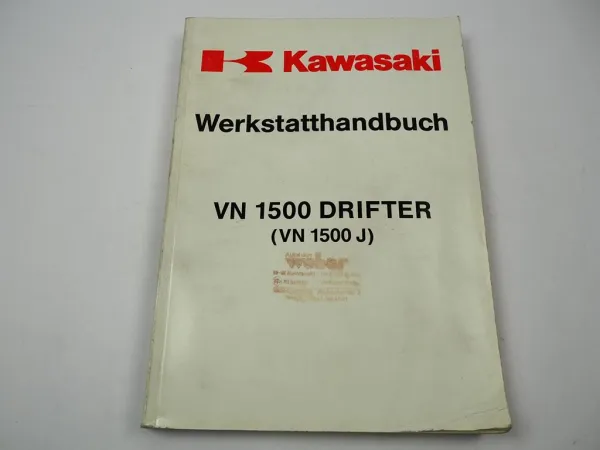 Kawasaki
Werkstatthandbuch
VN 1500 DRIFTER
(VN 1500 J)
weber